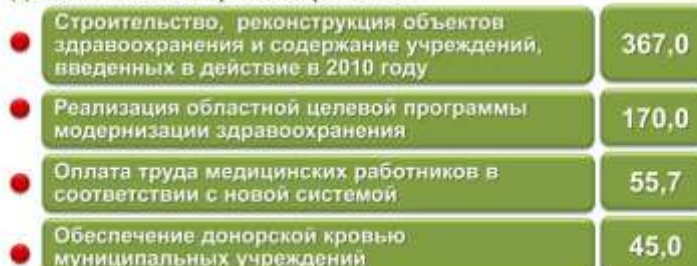 Строительство, реконструкция объектов
здравоохранения и содержание учреждений,
введенных в действие в 2010 году
367,0
Реализация областной целевой программы
модернизации здравоохранения
170,0
Оплата труда медицинских работников в
соответствии с новой системой
55,7
Обеспечение донорской кровью
муниципальных учреждений
45,0